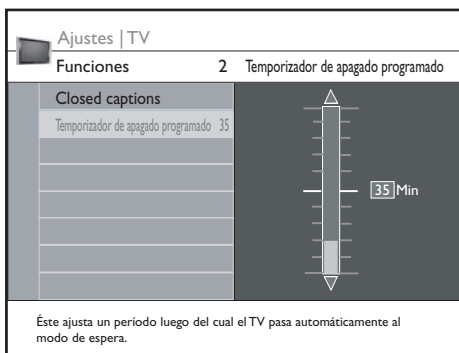 Ajustes | TV
Funciones 2 Temporizador de apagado programado
Closed captions
Temporizador de apagado programado 35
35 Min
Éste ajusta un período luego del cual el TV pasa automáticamente al
modo de espera.